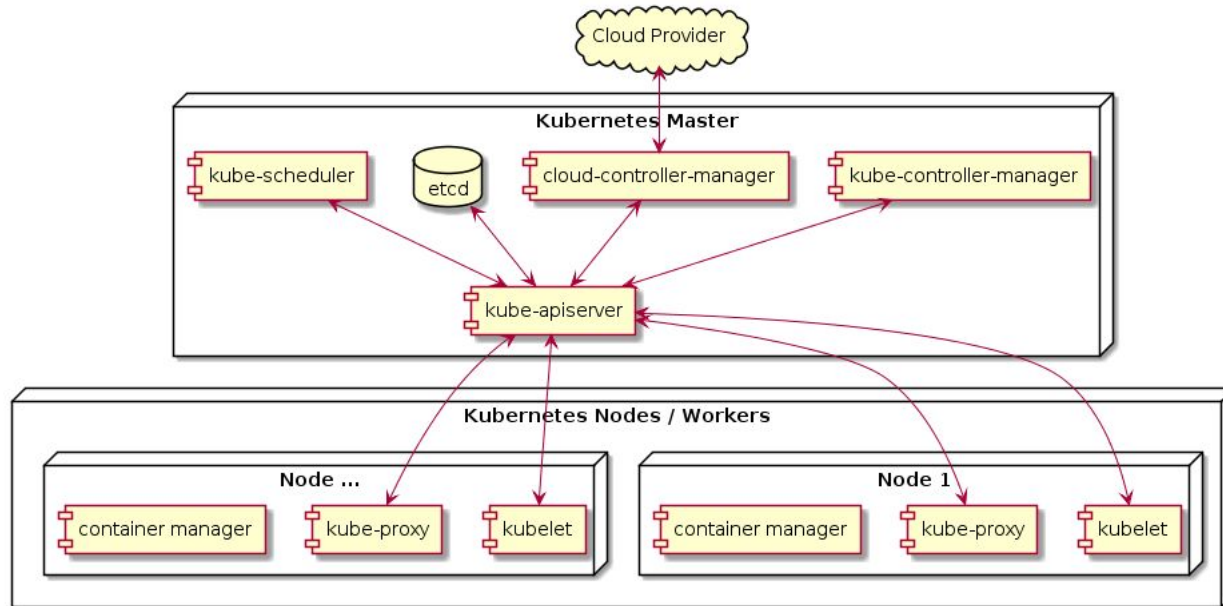 Cloud Provider
Kubernetes Master
kube-scheduler
etcd
cloud-controller-manager
kube-controller-manager
kube-apiserver
Kubernetes Nodes / Workers
Node ...
container manager
kube-proxy
kubelet
Node 1
container manager
kube-proxy
kubelet